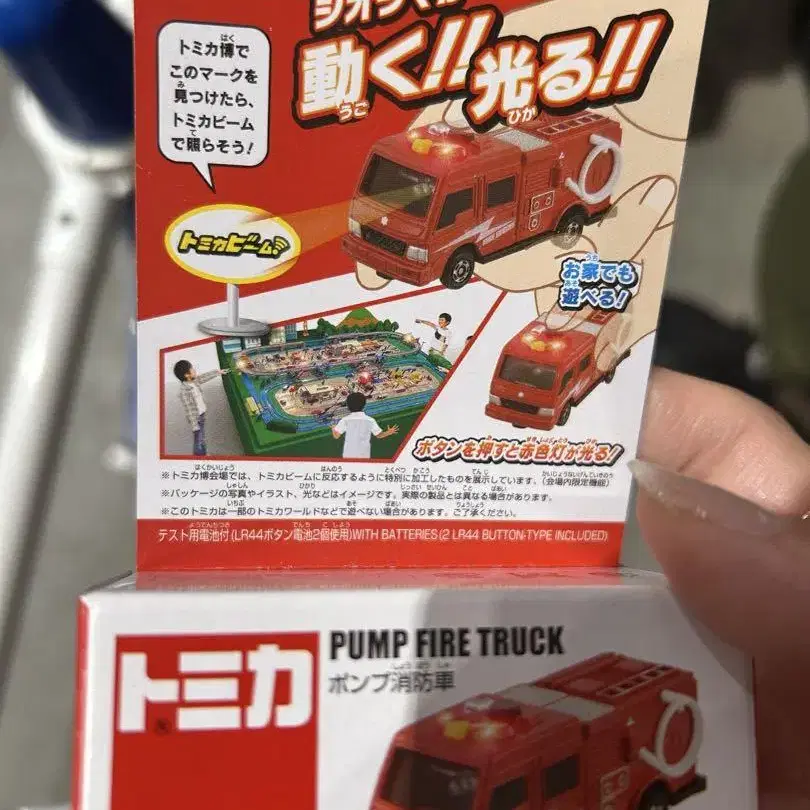 ジオラマが
動く!!光る!!
トミカ博で
このマークを
見つけたら、
トミカビーム
で照らそう!
トミカビーム
お家でも
遊べる!
ボタンを押すと赤色灯が光る!
※トミカ博会場では、トミカビームに反応するように特別に加工したものを展示しています。(会場内限定機能)
※パッケージの写真やイラスト、光などはイメージです。実際の製品とは異なる場合があります。
※このトミカは一部のトミカワールドなどで遊べない場合があります。ご了承ください。
テスト用電池付(LR44ボタン電池2個使用)WITH BATTERIES (2 LR44 BUTTON-TYPE INCLUDED)
トミカ
PUMP FIRE TRUCK
ポンプ消防車